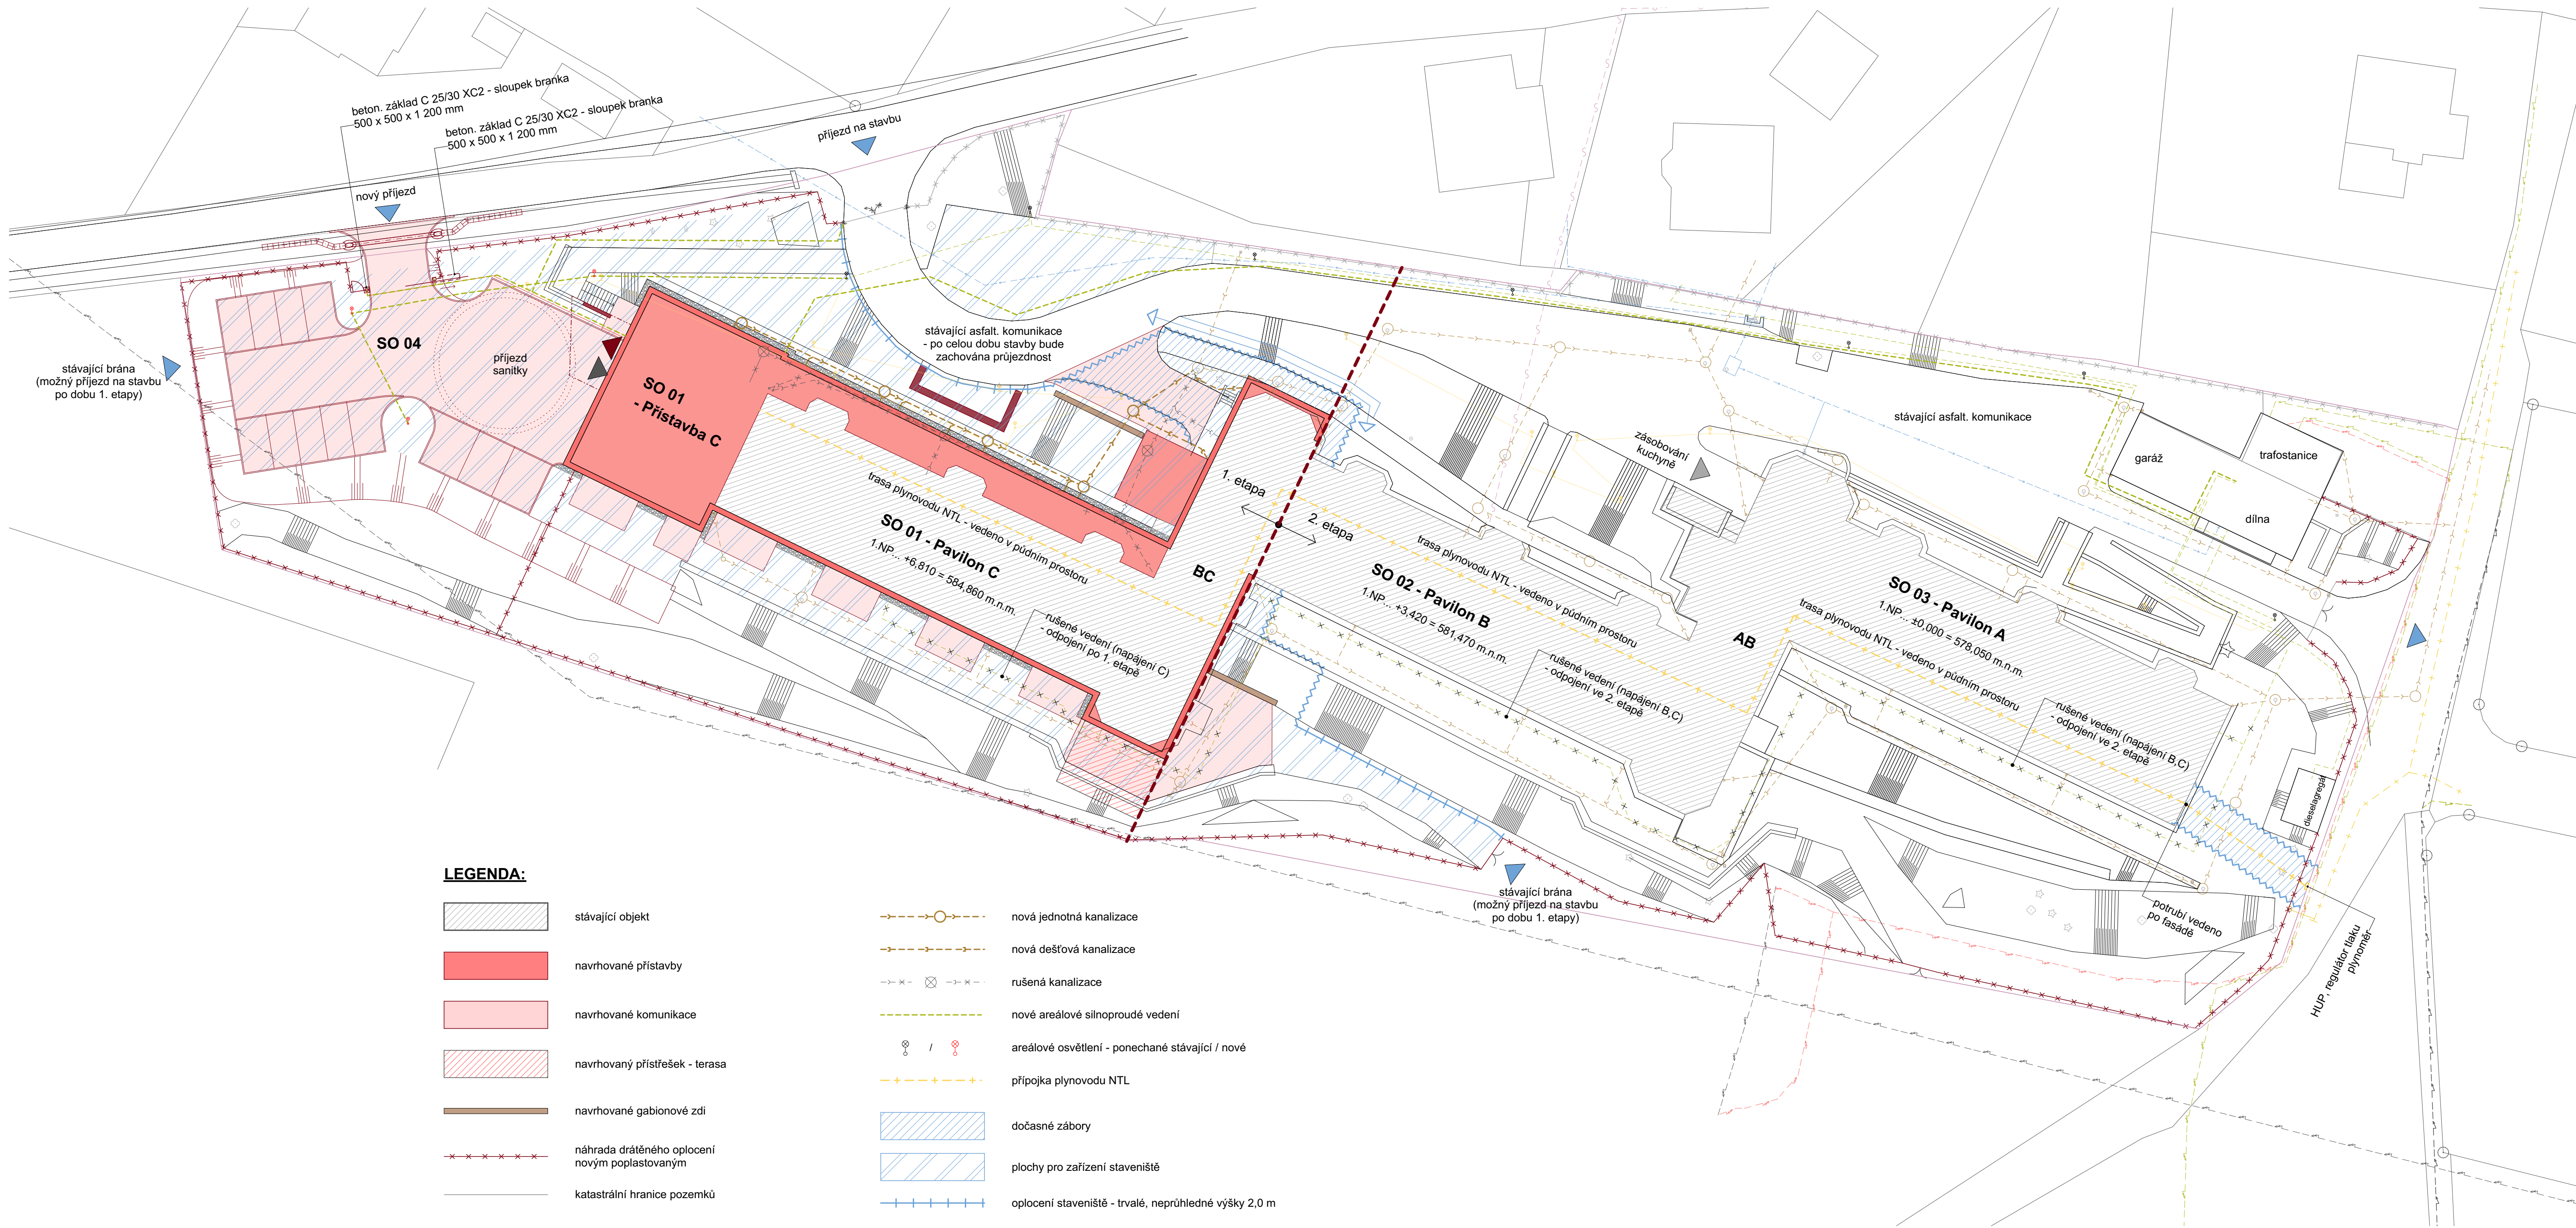 beton. základ C 25/30 XC2 - sloupek branka
500 x 500 x 1 200 mm
beton. základ C 25/30 XC2 - sloupek branka
500 x 500 x 1 200 mm
příjezd na stavbu
nový příjezd
stávající brána
(možný příjezd na stavbu
po dobu 1. etapy)
SO 04
příjezd
sanitky
SO 01
- Přístavba C
stávající asfalt. komunikace
- po celou dobu stavby bude
zachována průjezdnost
trasa plynovodu NTL - vedeno v půdním prostoru
SO 01 - Pavilon C
1.NP... +6,810 = 584,860 m.n.m.
rušené vedení (napájení C)
- odpojení po 1. etapě
BC
1. etapa
2. etapa
trasa plynovodu NTL - vedeno v půdním prostoru
SO 02 - Pavilon B
1.NP... +3,420 = 581,470 m.n.m.
rušené vedení (napájení B,C)
- odpojení ve 2. etapě
zásobování
kuchyně
AB
stávající asfalt. komunikace
SO 03 - Pavilon A
1.NP... ±0,000 = 578,050 m.n.m.
trasa plynovodu NTL - vedeno v půdním prostoru
rušené vedení (napájení B,C)
- odpojení ve 2. etapě
garáž
trafostanice
dílna
dieselagregát
potrubí vedeno
po fasádě
HUP, regulátor tlaku
plynoměr
stávající brána
(možný příjezd na stavbu
po dobu 1. etapy)
LEGENDA:
stávající objekt
navrhované přístavby
navrhované komunikace
navrhovaný přístřešek - terasa
navrhované gabionové zdi
náhrada drátěného oplocení
novým poplastovaným
katastrální hranice pozemků
nová jednotná kanalizace
nová dešťová kanalizace
rušená kanalizace
nové areálové silnoproudé vedení
/
areálové osvětlení - ponechané stávající / nové
přípojka plynovodu NTL
dočasné zábory
plochy pro zařízení staveniště
oplocení staveniště - trvalé, neprůhledné výšky 2,0 m